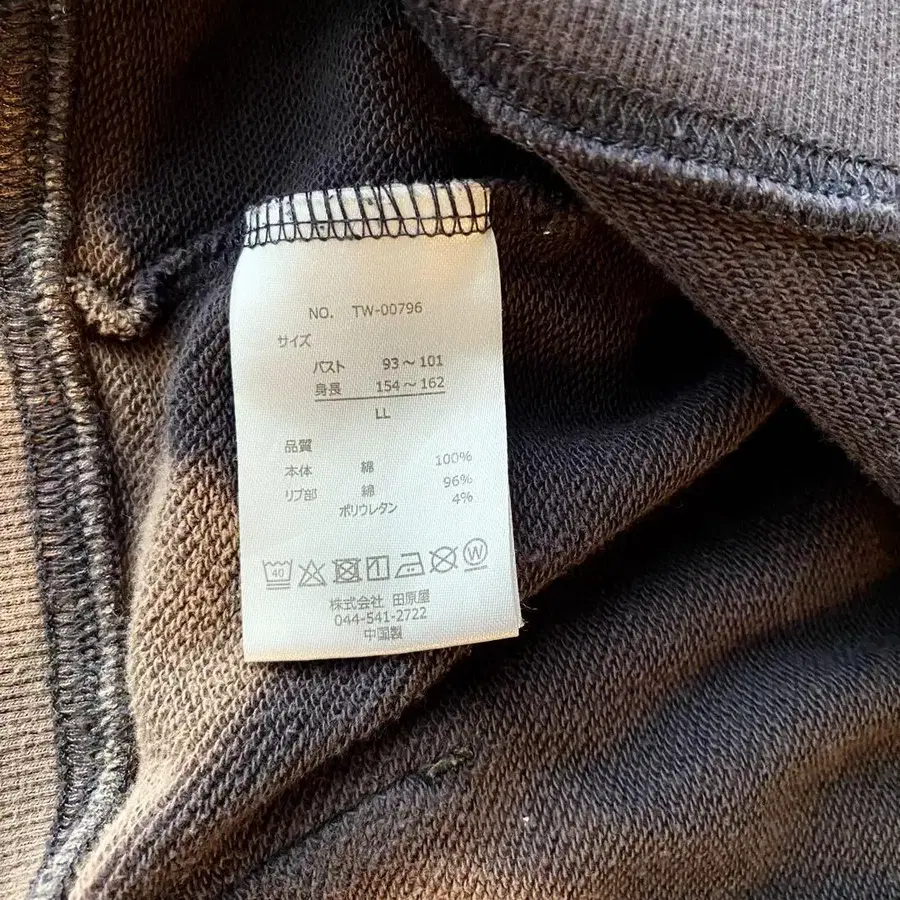 NO. TW-00796
サイズ
バスト 93～101
身長 154～162
LL
品質
本体 綿 100%
リブ部 綿 96%
ポリウレタン 4%
40 W
株式会社 田原屋
044-541-2722
中国製